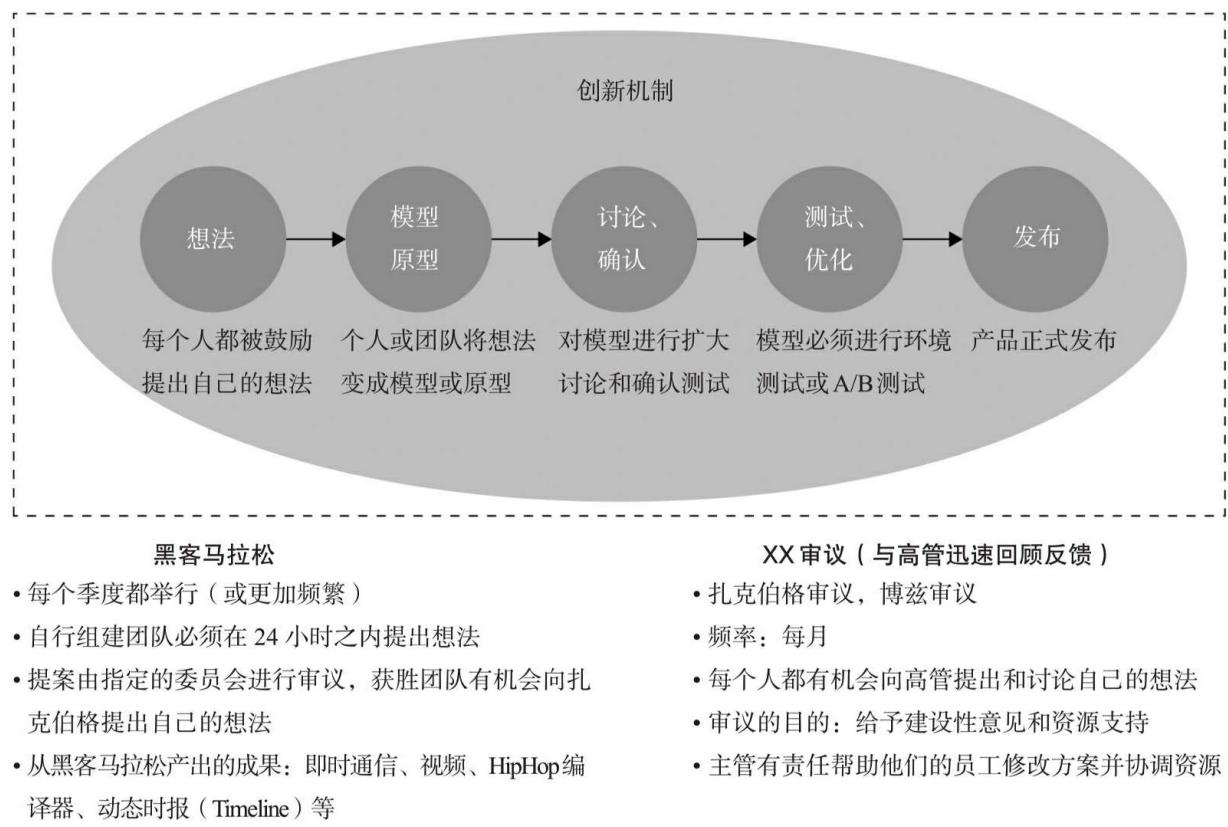 创新机制
想法
模型
原型
讨论、
确认
测试、
优化
发布
每个人都被鼓励
提出自己的想法
个人或团队将想法
变成模型或原型
对模型进行扩大
讨论和确认测试
模型必须进行环境
测试或A/B测试
产品正式发布
黑客马拉松
• 每个季度都举行（或更加频繁）
• 自行组建团队必须在 24 小时之内提出想法
• 提案由指定的委员会进行审议，获胜团队有机会向扎
克伯格提出自己的想法
• 从黑客马拉松产出的成果：即时通信、视频、HipHop编
译器、动态时报（Timeline）等
XX审议（与高管迅速回顾反馈）
• 扎克伯格审议，博兹审议
• 频率：每月
• 每个人都有机会向高管提出和讨论自己的想法
• 审议的目的：给予建设性意见和资源支持
• 主管有责任帮助他们的员工修改方案并协调资源